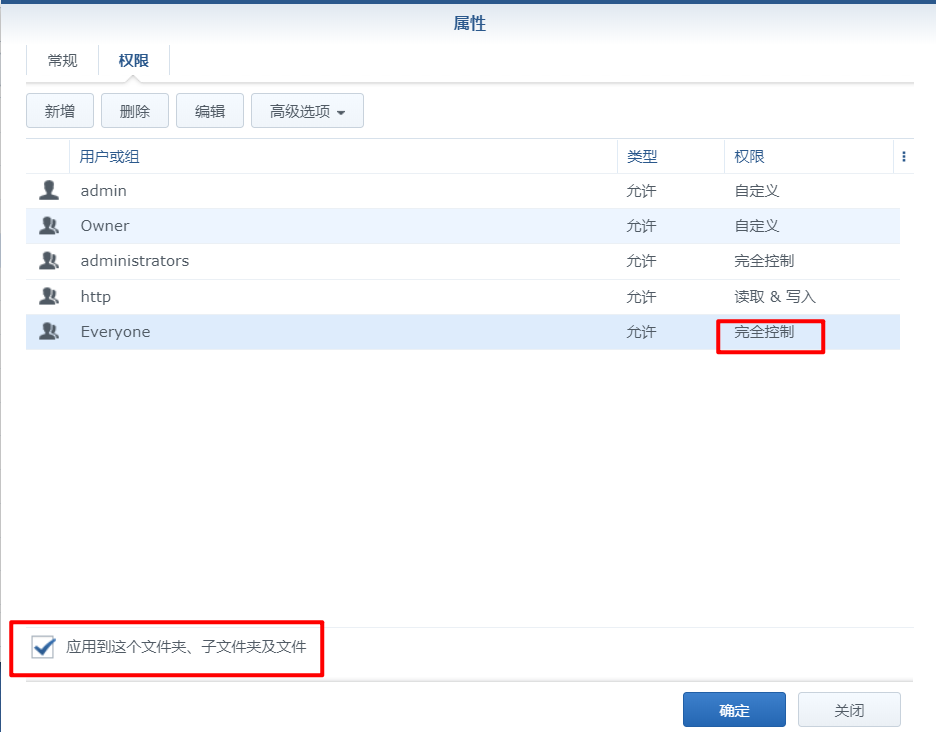 属性
常规 权限
新增 删除 编辑 高级选项
用户或组 类型 权限
admin 允许 自定义
Owner 允许 自定义
administrators 允许 完全控制
http 允许 读取 & 写入
Everyone 允许 完全控制
应用到这个文件夹、子文件夹及文件
确定 关闭